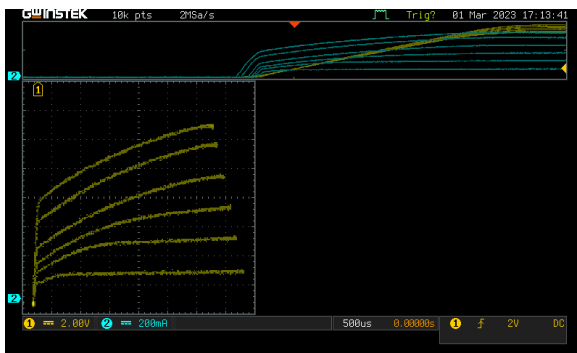 GWINSTEK 10k pts 2MSa/s Trig? 01 Mar 2023 17:13:41
2
1
2
1 2.00V 2 200mA 500us 0.00000s 1 2V DC